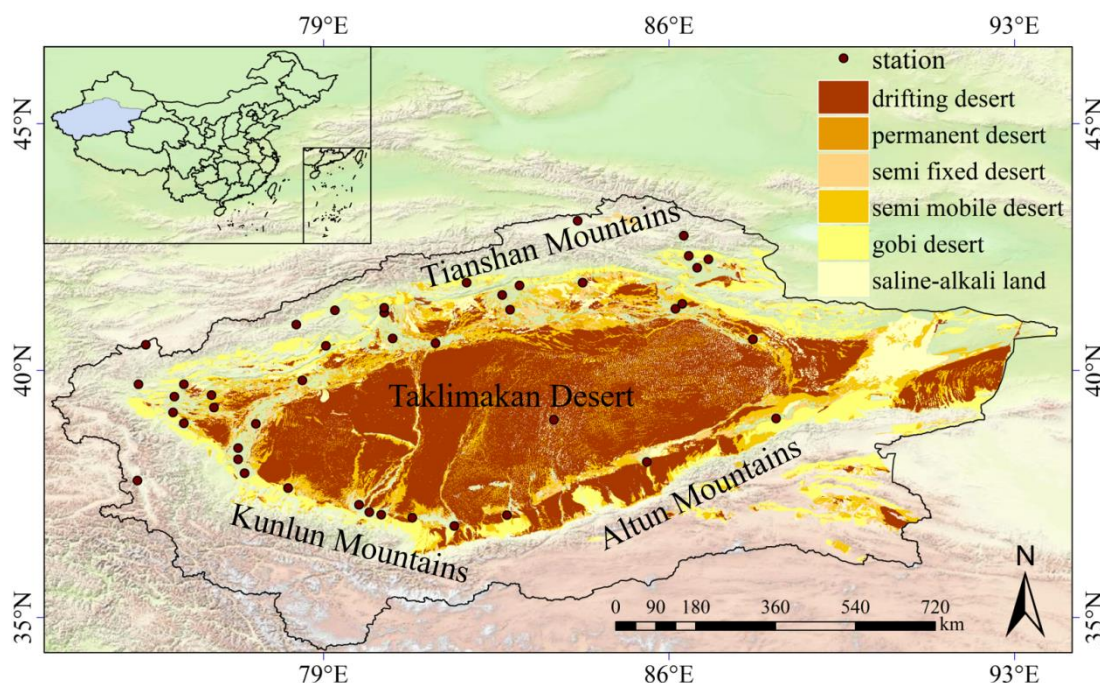 79°E
86°E
93°E
station
drifting desert
permanent desert
semi fixed desert
semi mobile desert
gobi desert
saline-alkali land
45°N
45°N
Tianshan Mountains
40°N
40°N
Taklimakan Desert
Kunlun Mountains
Altun Mountains
N
0 90 180 360 540 720
km
35°N
35°N
79°E
86°E
93°E